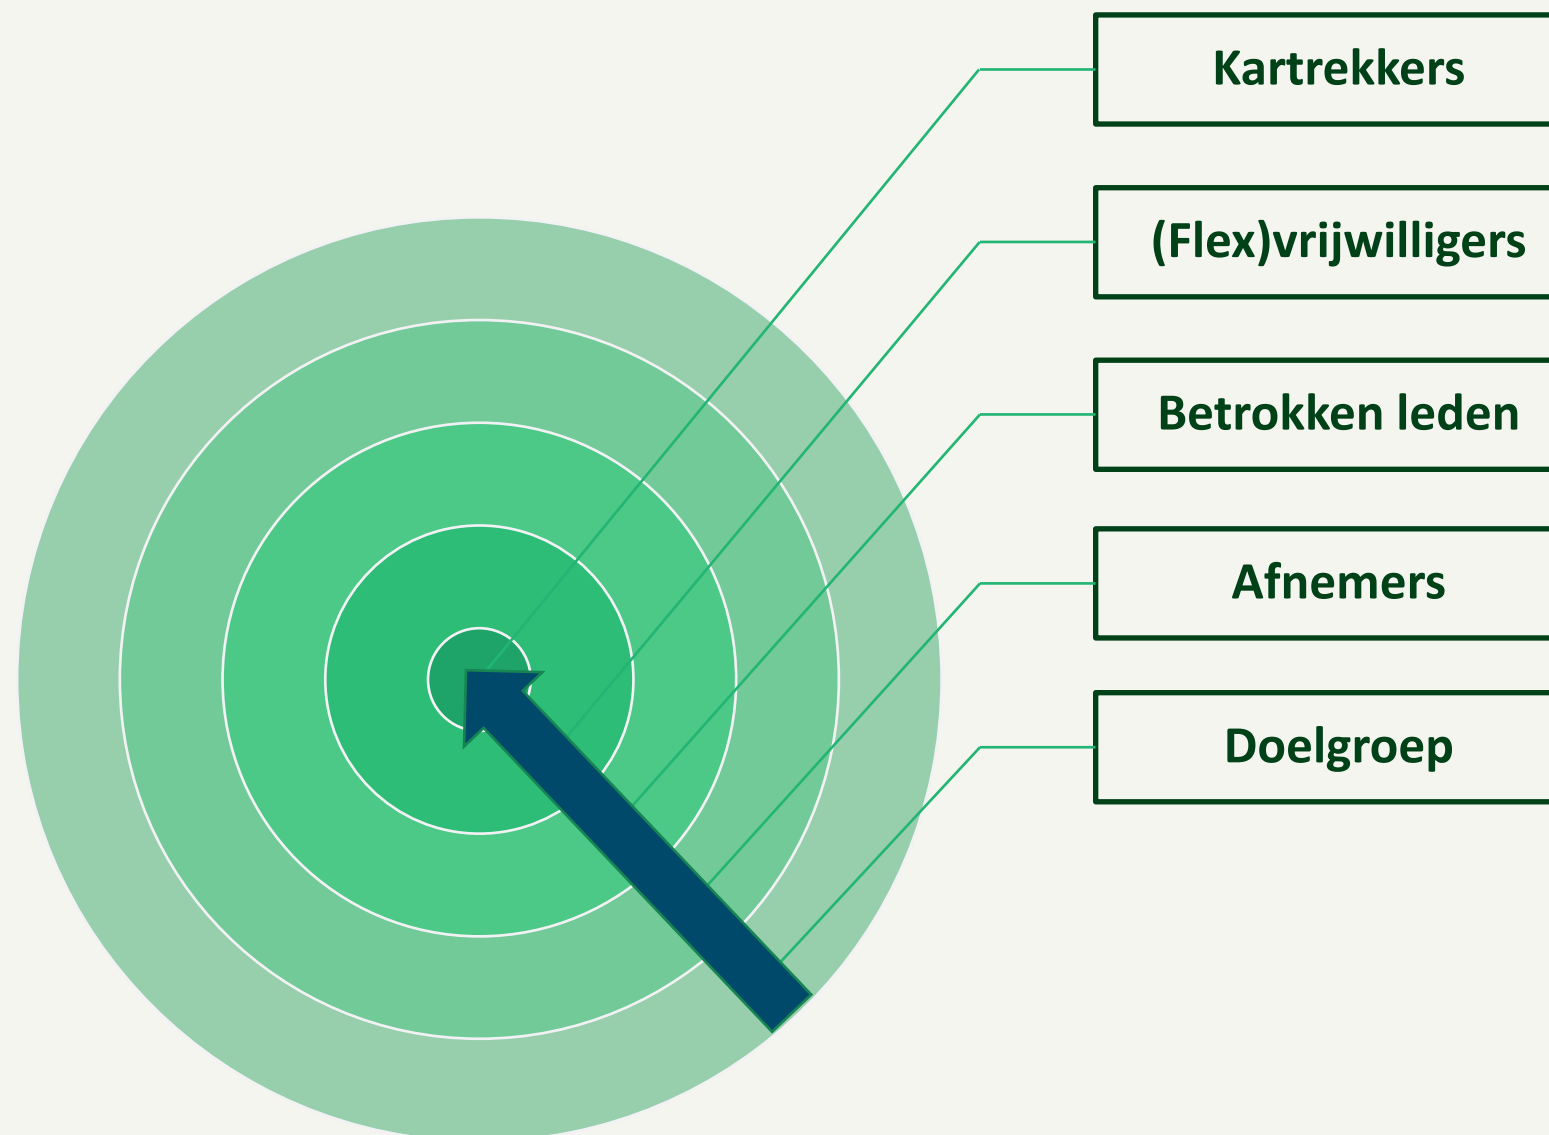 Kartrekkers
(Flex)vrijwilligers
Betrokken leden
Afnemers
Doelgroep